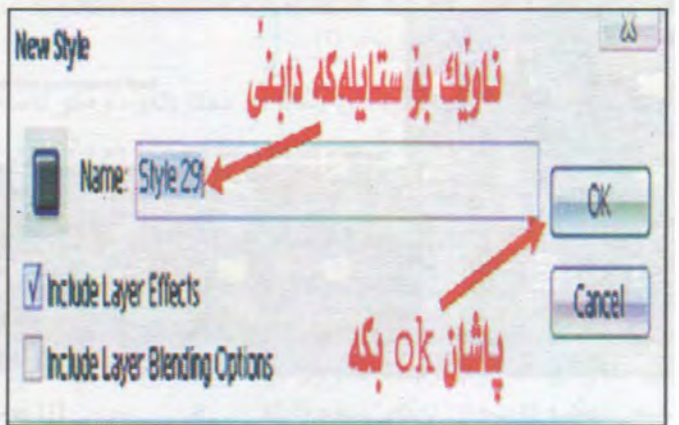 New Style
ناوێك بۆ ستایلەكە دابنێ
Name: Style 29
OK
Include Layer Effects
Cancel
پاشان ok بكە
Include Layer Blending Options